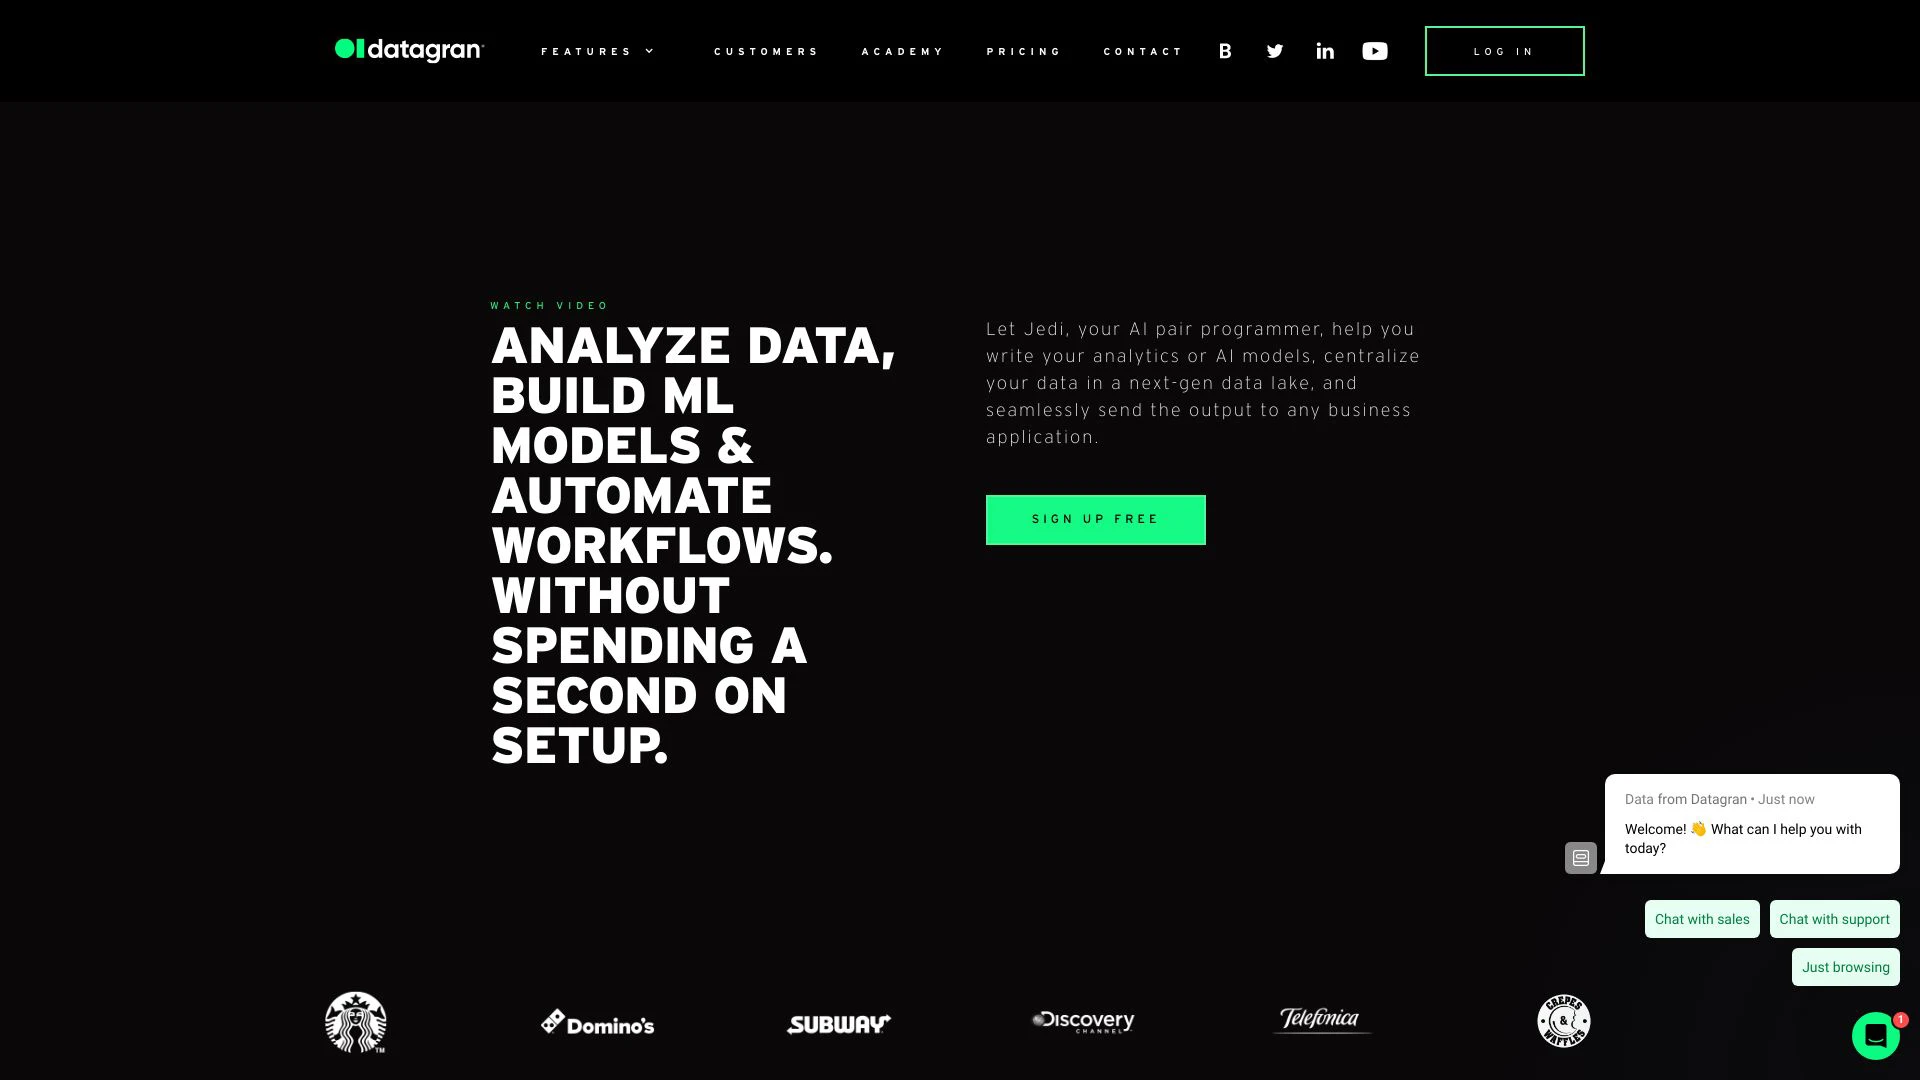 datagran
FEATURES
CUSTOMERS
ACADEMY
PRICING
CONTACT
B
in
LOG IN
WATCH VIDEO
ANALYZE DATA,
BUILD ML
MODELS &
AUTOMATE
WORKFLOWS.
WITHOUT
SPENDING A
SECOND ON
SETUP.
Let Jedi, your AI pair programmer, help you
write your analytics or AI models, centralize
your data in a next-gen data lake, and
seamlessly send the output to any business
application.
SIGN UP FREE
Data from Datagran • Just now
Welcome! 👋 What can I help you with
today?
Chat with sales
Chat with support
Just browsing
TM
Domino's
SUBWAY
Discovery
CHANNEL
Telefonica
CREPES
&
WAFFLES
1